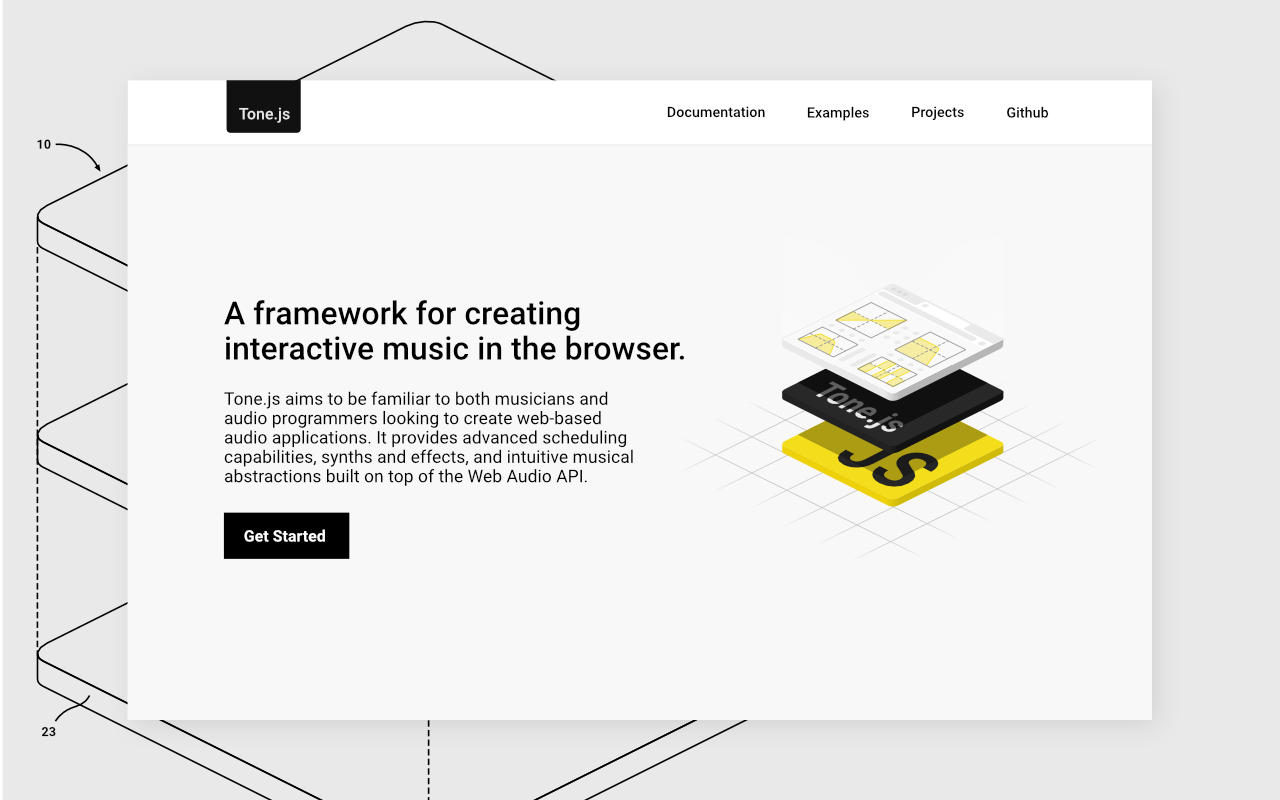 Tone.js
Documentation
Examples
Projects
Github
10
A framework for creating
interactive music in the browser.
Tone.js aims to be familiar to both musicians and
audio programmers looking to create web-based
audio applications. It provides advanced scheduling
capabilities, synths and effects, and intuitive musical
abstractions built on top of the Web Audio API.
Get Started
Tone.js
JS
23